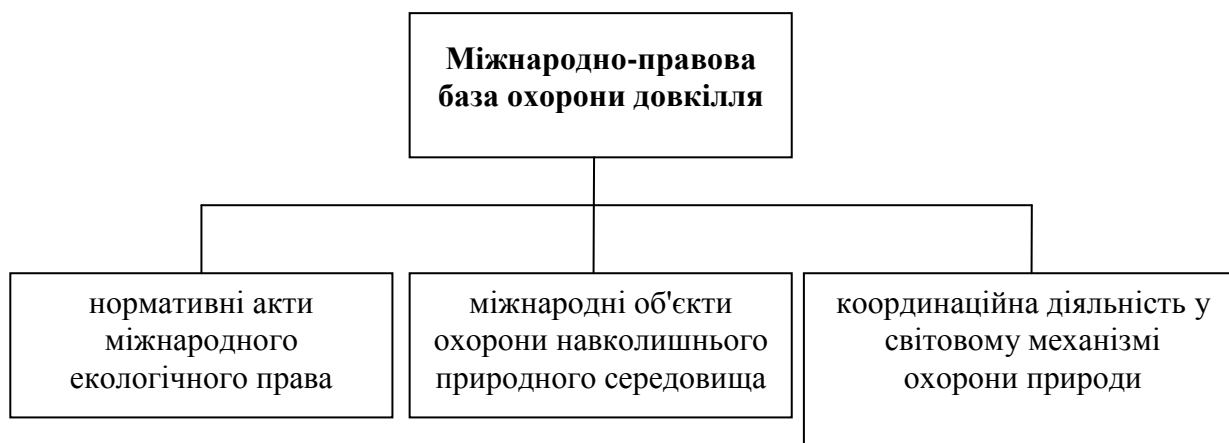 Міжнародно-правова
база охорони довкілля
нормативні акти
міжнародного
екологічного права
міжнародні об'єкти
охорони навколишнього
природного середовища
координаційна діяльність у
світовому механізмі
охорони природи